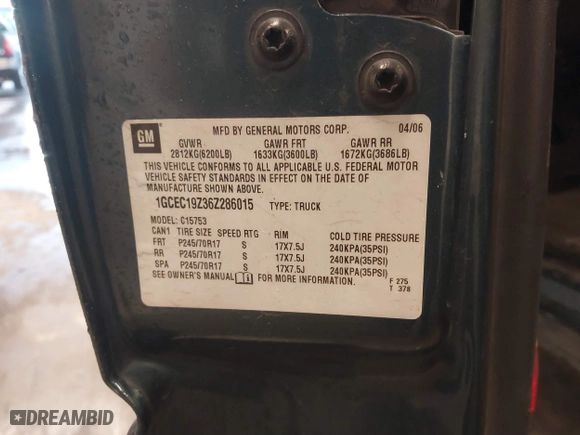 GM
MFD BY GENERAL MOTORS CORP. 04/06
GVWR GAWR FRT GAWR RR
2812KG(6200LB) 1633KG(3600LB) 1672KG(3686LB)
THIS VEHICLE CONFORMS TO ALL APPLICABLE U.S. FEDERAL MOTOR
VEHICLE SAFETY STANDARDS IN EFFECT ON THE DATE OF
MANUFACTURE SHOWN ABOVE.
1GCEC19Z36Z286015 TYPE: TRUCK
MODEL: C15753
CAN1 TIRE SIZE SPEED RTG RIM COLD TIRE PRESSURE
FRT P245/70R17 S 17X7.5J 240KPA(35PSI)
RR P245/70R17 S 17X7.5J 240KPA(35PSI)
SPA P245/70R17 S 17X7.5J 240KPA(35PSI)
SEE OWNER'S MANUAL FOR MORE INFORMATION.
F 275
T 378
DREAMBID